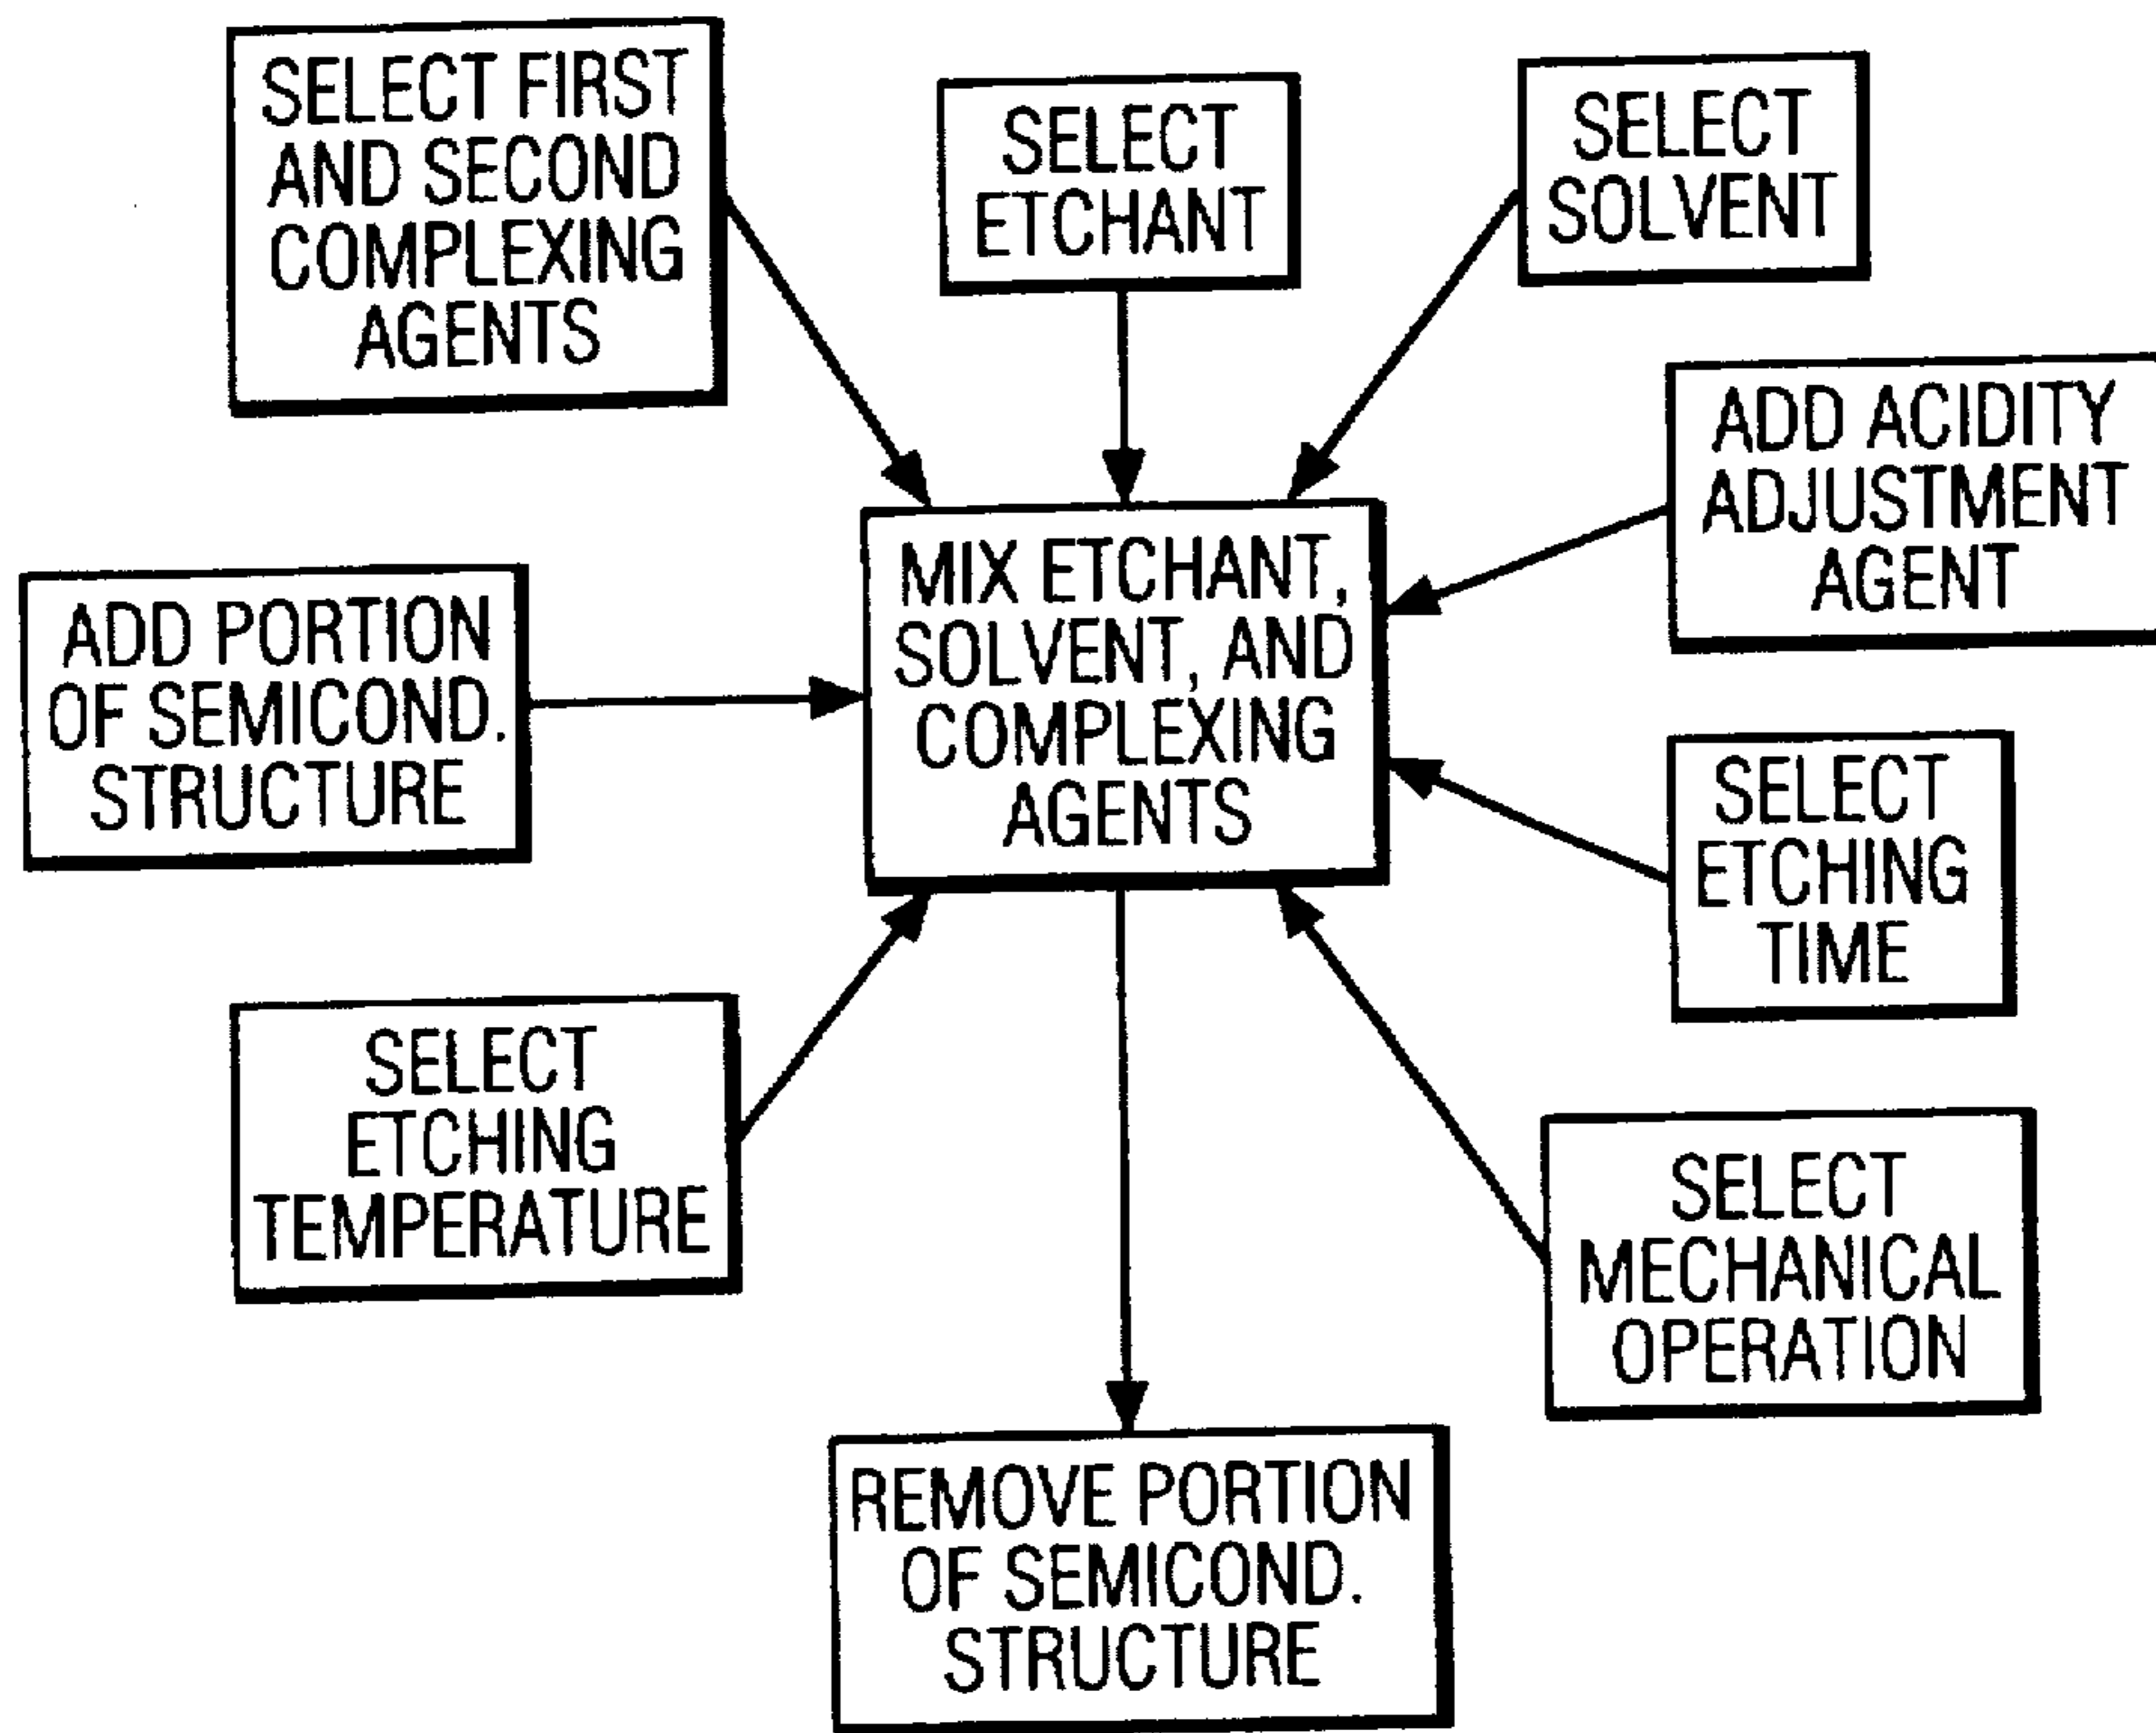 SELECT FIRST
AND SECOND
COMPLEXING
AGENTS
SELECT
ETCHANT
SELECT
SOLVENT
ADD ACIDITY
ADJUSTMENT
AGENT
ADD PORTION
OF SEMICOND.
STRUCTURE
MIX ETCHANT,
SOLVENT, AND
COMPLEXING
AGENTS
SELECT
ETCHING
TIME
SELECT
ETCHING
TEMPERATURE
SELECT
MECHANICAL
OPERATION
REMOVE PORTION
OF SEMICOND.
STRUCTURE